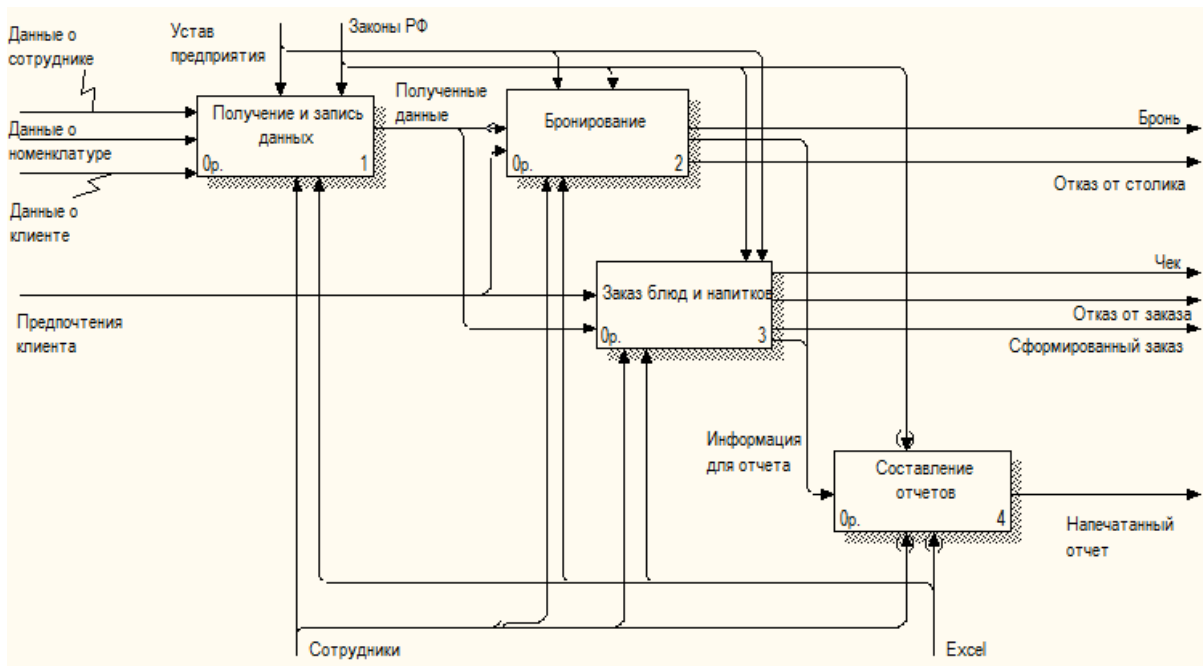 Данные о
сотруднике
Устав
предприятия
Законы РФ
Получение и запись
данных
0р.
1
Полученные
данные
Бронирование
0р.
2
Бронь
Данные о
номенклатуре
Отказ от столика
Данные о
клиенте
Чек
Заказ блюд и напитков
0р.
3
Отказ от заказа
Сформированный заказ
Предпочтения
клиента
Информация
для отчета
Составление
отчетов
0р.
4
Напечатанный
отчет
Сотрудники
Excel